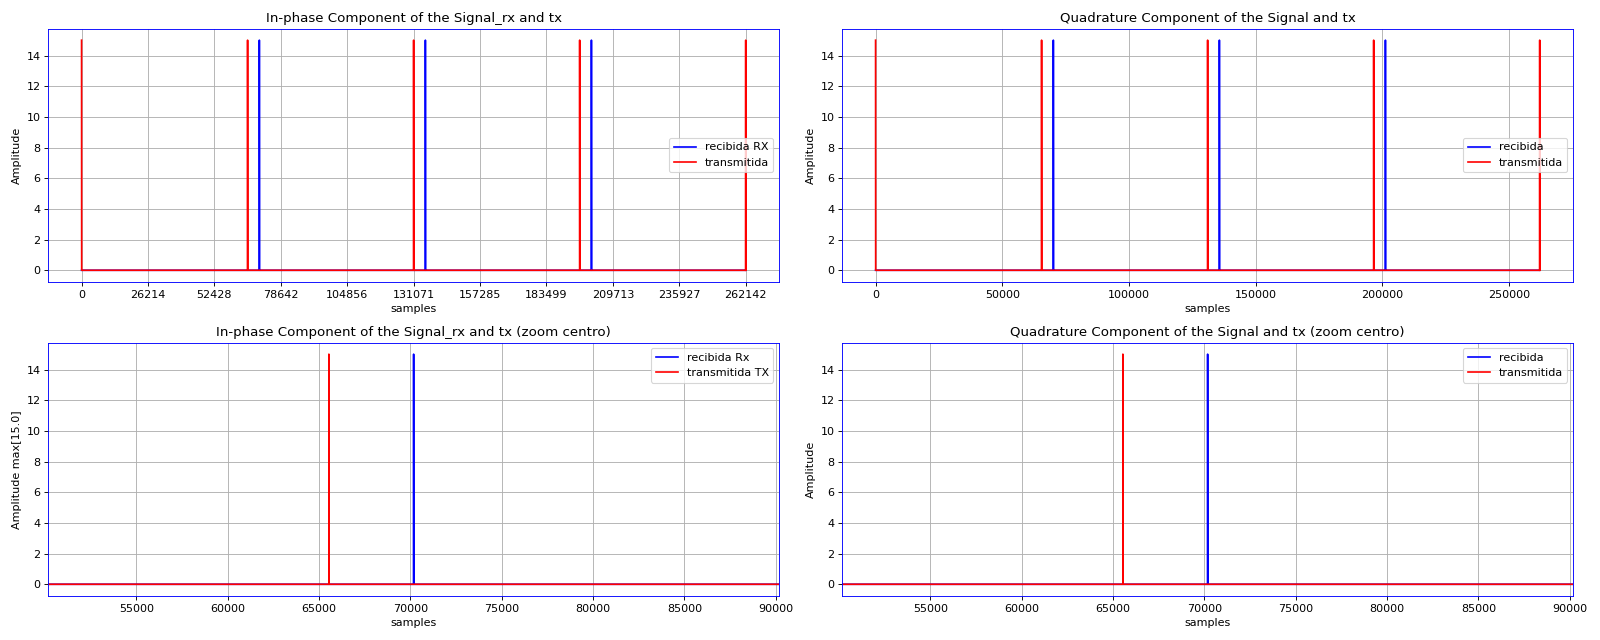 In-phase Component of the Signal_rx and tx
Amplitude
14
12
10
8
6
4
2
0
recibida RX
transmitida
0 26214 52428 78642 104856 131071 157285 183499 209713 235927 262142
samples
Quadrature Component of the Signal and tx
Amplitude
14
12
10
8
6
4
2
0
recibida
transmitida
0 50000 100000 150000 200000 250000
samples
In-phase Component of the Signal_rx and tx (zoom centro)
Amplitude max[15.0]
14
12
10
8
6
4
2
0
recibida Rx
transmitida TX
55000 60000 65000 70000 75000 80000 85000 90000
samples
Quadrature Component of the Signal and tx (zoom centro)
Amplitude
14
12
10
8
6
4
2
0
recibida
transmitida
55000 60000 65000 70000 75000 80000 85000 90000
samples